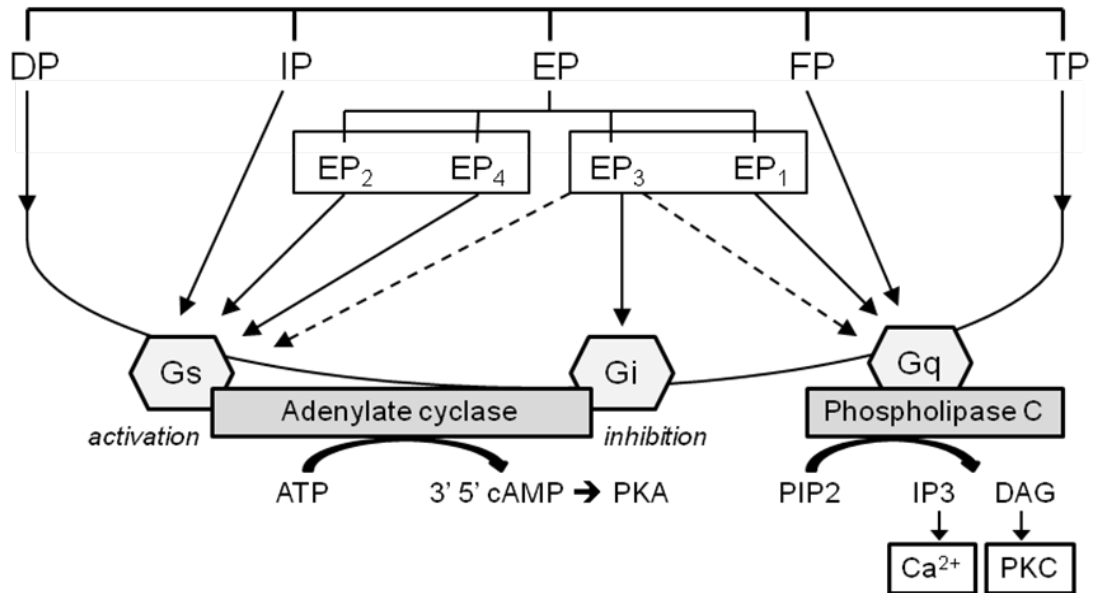 DP IP EP FP TP
EP₂ EP₄ EP₃ EP₁
Gs Gi Gq
Adenylate cyclase Phospholipase C
activation inhibition
ATP 3’ 5’ cAMP ➔ PKA PIP2 IP3 DAG
Ca²⁺ PKC